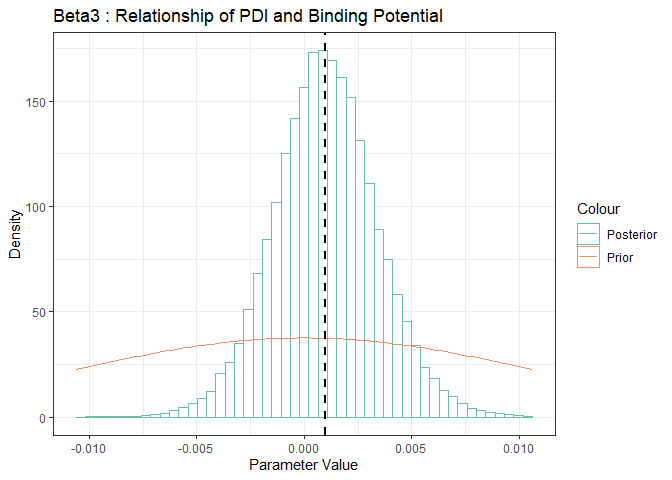 Beta3 : Relationship of PDI and Binding Potential
Density
150
100
50
0
-0.010
-0.005
0.000
0.005
0.010
Parameter Value
Colour
Posterior
Prior